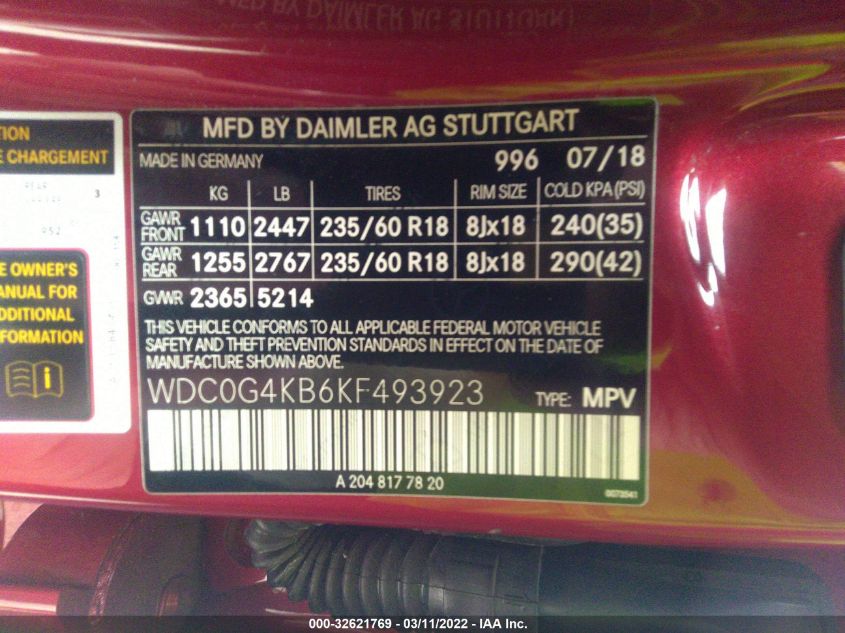 MFD BY DAIMLER AG STUTTGART
MADE IN GERMANY 996 07/18
KG LB TIRES RIM SIZE COLD KPA(PSI)
GAWR FRONT 1110 2447 235/60 R18 8Jx18 240(35)
GAWR REAR 1255 2767 235/60 R18 8Jx18 290(42)
GVWR 2365 5214
THIS VEHICLE CONFORMS TO ALL APPLICABLE FEDERAL MOTOR VEHICLE
SAFETY AND THEFT PREVENTION STANDARDS IN EFFECT ON THE DATE OF
MANUFACTURE SHOWN ABOVE.
WDC0G4KB6KF493923 TYPE: MPV
A 204 817 78 20
0073541
CHARGEMENT
OWNER'S
FOR
000-32621769 - 03/11/2022 - IAA Inc.